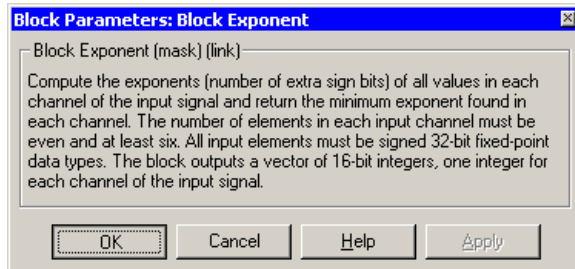 Block Parameters: Block Exponent
Block Exponent (mask) (link)
Compute the exponents (number of extra sign bits) of all values in each
channel of the input signal and return the minimum exponent found in
each channel. The number of elements in each input channel must be
even and at least six. All input elements must be signed 32-bit fixed-point
data types. The block outputs a vector of 16-bit integers, one integer for
each channel of the input signal.
OK Cancel Help Apply